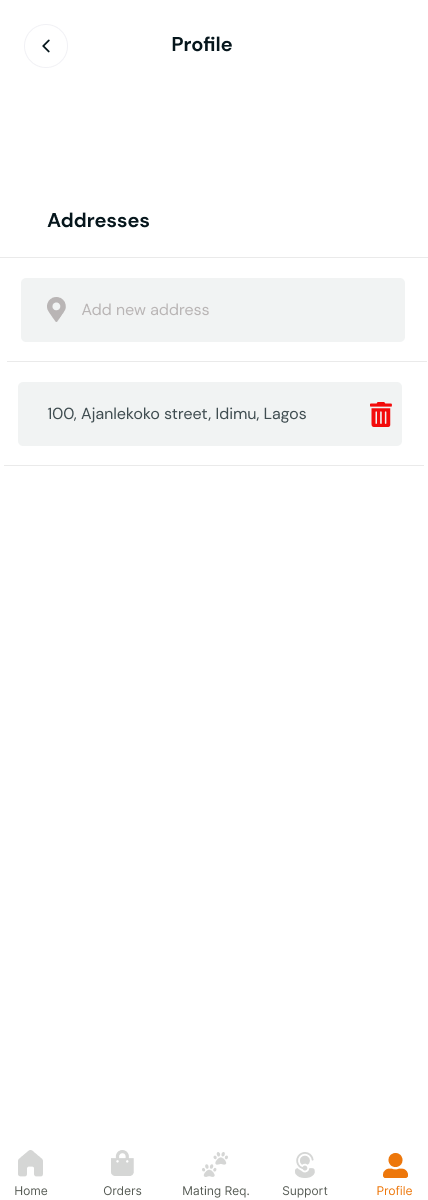 Profile
Addresses
Add new address
100, Ajanlekoko street, Idimu, Lagos
Home
Orders
Mating Req.
Support
Profile